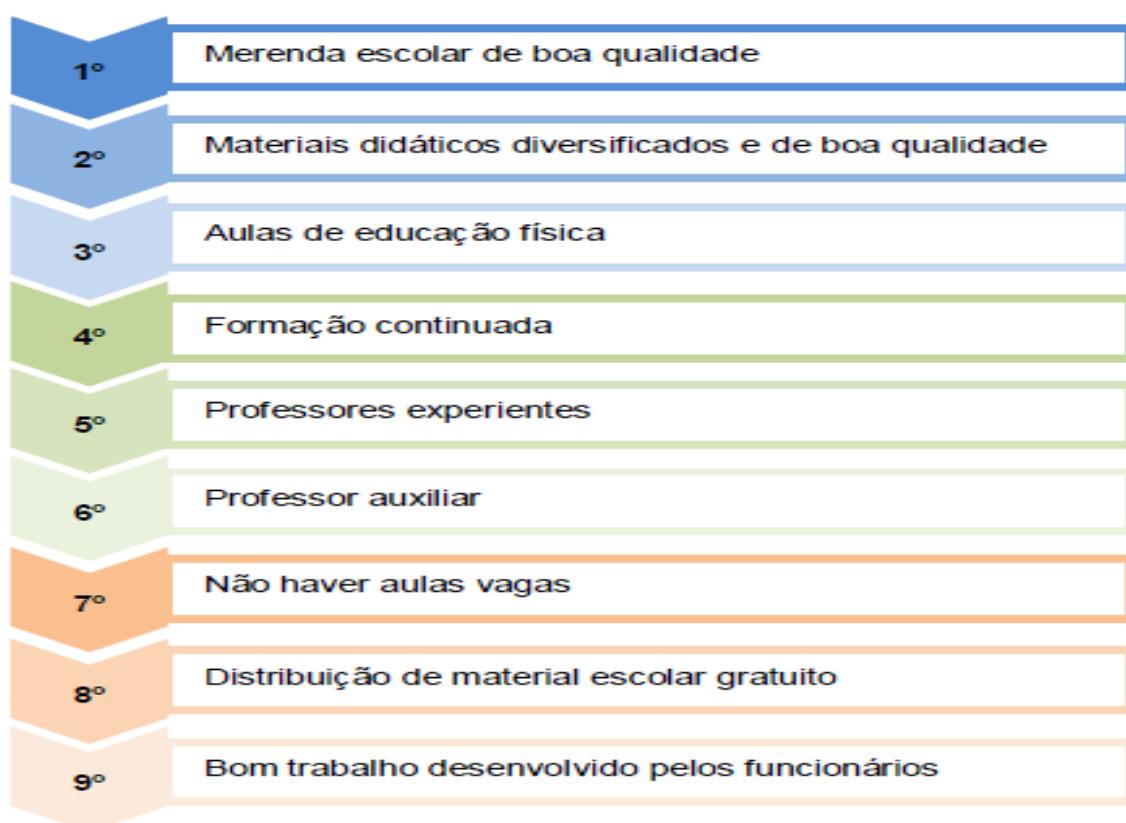 1º
Merenda escolar de boa qualidade
2º
Materiais didáticos diversificados e de boa qualidade
3º
Aulas de educação física
4º
Formação continuada
5º
Professores experientes
6º
Professor auxiliar
7º
Não haver aulas vagas
8º
Distribuição de material escolar gratuito
9º
Bom trabalho desenvolvido pelos funcionários